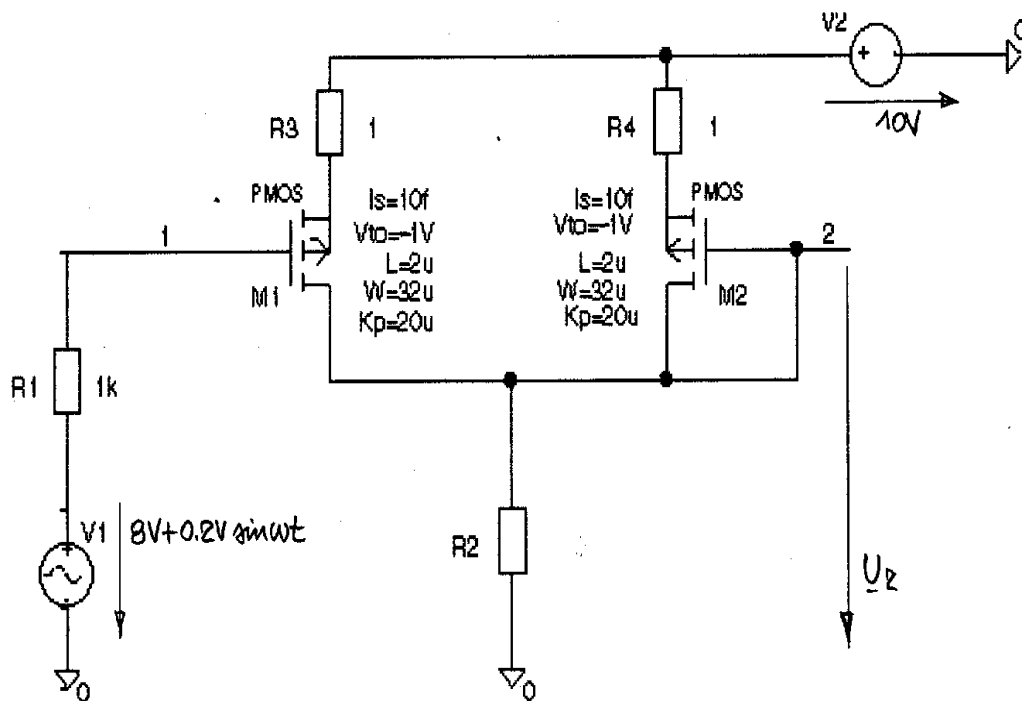 V2
0
10V
R3
1
R4
1
PMOS
Is=10f
Vto=-1V
L=2u
W=32u
Kp=20u
M1
1
Is=10f
Vto=-1V
L=2u
W=32u
Kp=20u
PMOS
M2
2
R1
1k
V1
8V+0.2V sinωt
0
R2
0
U2